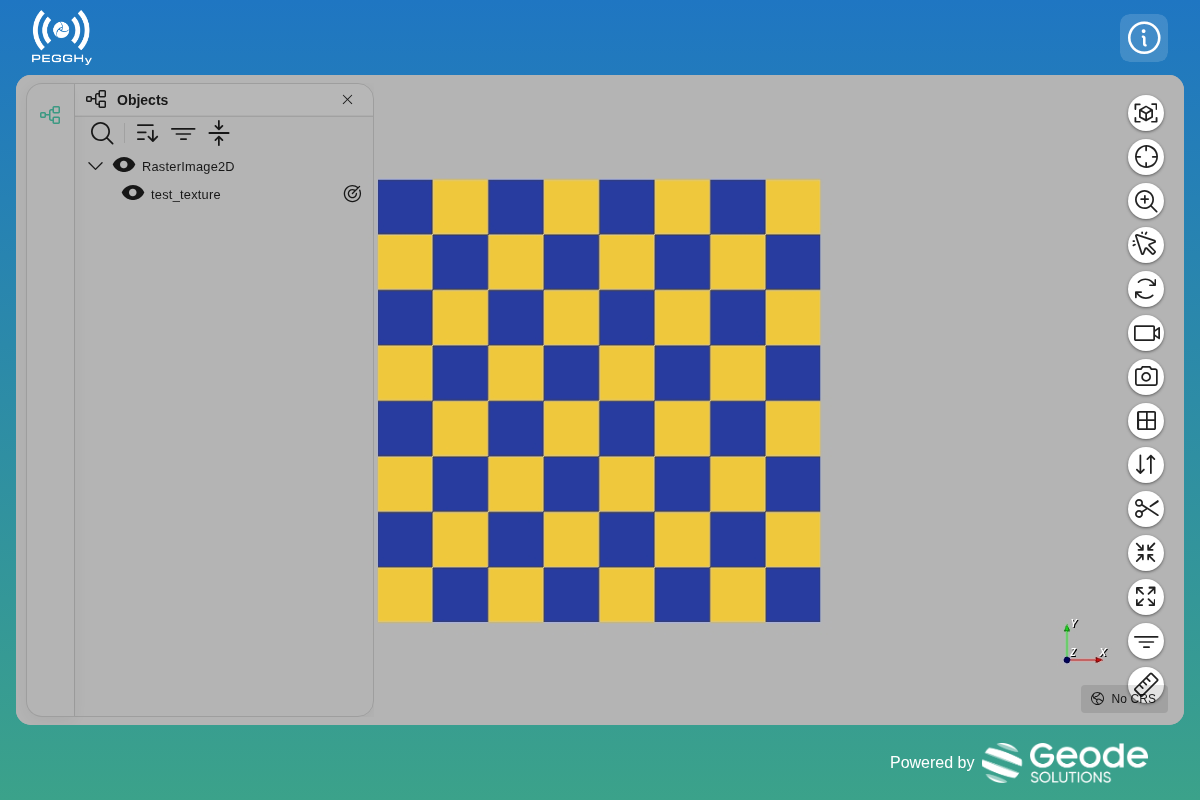 PEGGHy
Objects
RasterImage2D
test_texture
Y
Z X
No CRS
Powered by Geode
SOLUTIONS